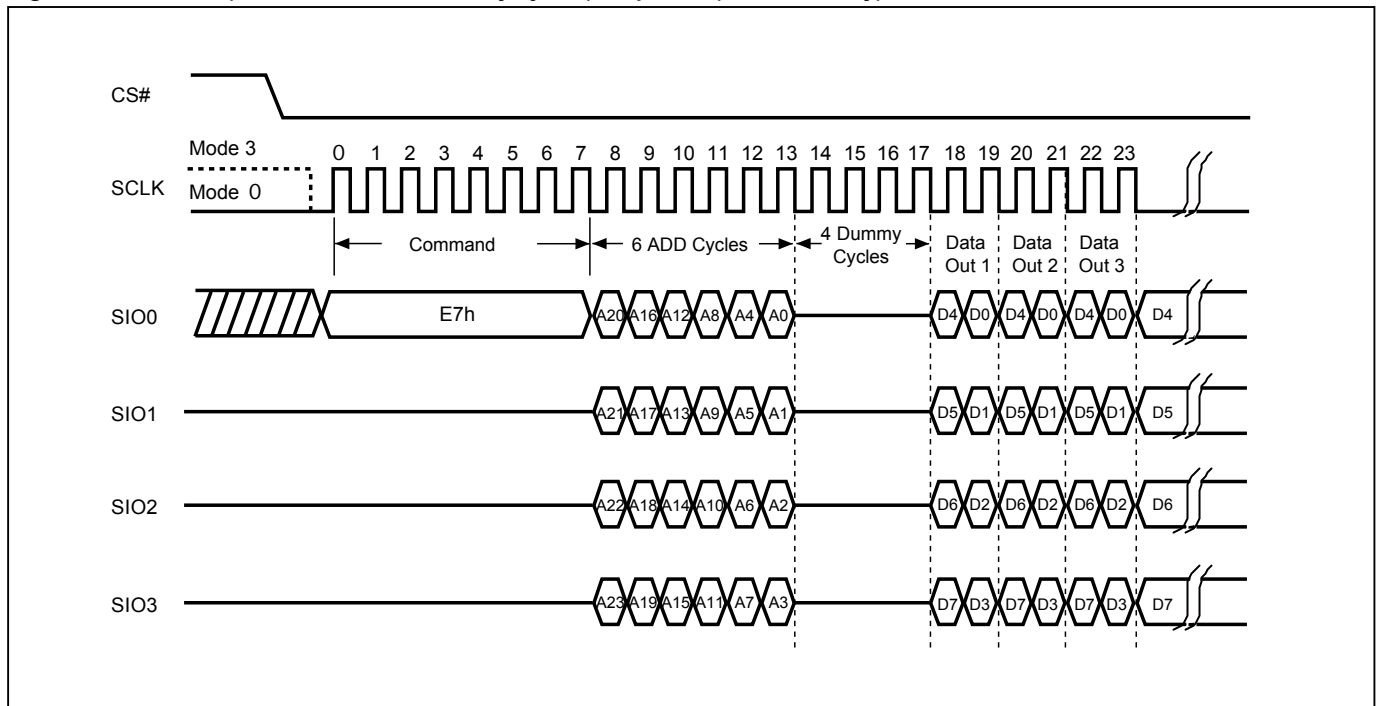 CS#
Mode 3
0 1 2 3 4 5 6 7 8 9 10 11 12 13 14 15 16 17 18 19 20 21 22 23
SCLK
Mode 0
Command
6 ADD Cycles
4 Dummy
Cycles
Data
Out 1
Data
Out 2
Data
Out 3
SIO0
E7h
A20 A16 A12 A8 A4 A0
D4 D0 D4 D0 D4 D0 D4
SIO1
A21 A17 A13 A9 A5 A1
D5 D1 D5 D1 D5 D1 D5
SIO2
A22 A18 A14 A10 A6 A2
D6 D2 D6 D2 D6 D2 D6
SIO3
A23 A19 A15 A11 A7 A3
D7 D3 D7 D3 D7 D3 D7